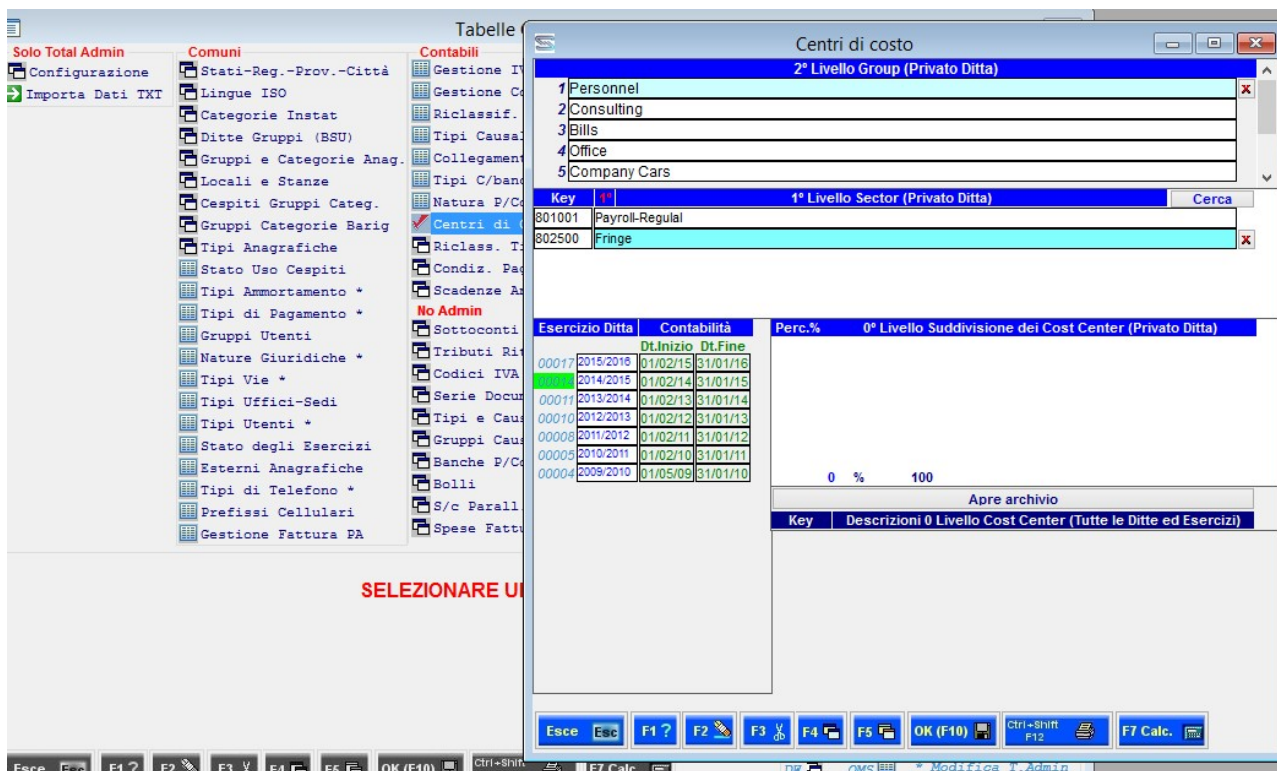 Tabelle
Solo Total Admin
Configurazione
Importa Dati TXT
Comuni
Stati-Reg.-Prov.-Città
Lingue ISO
Categorie Instat
Ditte Gruppi (BSU)
Gruppi e Categorie Anag.
Locali e Stanze
Cespiti Gruppi Categ.
Gruppi Categorie Barig
Tipi Anagrafiche
Stato Uso Cespiti
Tipi Ammortamento *
Tipi di Pagamento *
Gruppi Utenti
Nature Giuridiche *
Tipi Vie *
Tipi Uffici-Sedi
Tipi Utenti *
Stato degli Esercizi
Esterni Anagrafiche
Tipi di Telefono *
Prefissi Cellulari
Gestione Fattura PA
Contabili
Gestione
Gestione
Riclassif.
Tipi Causal
Collegament
Tipi C/banc
Natura P/Co
Centri di
Riclass.
Condiz. Pag
Scadenze
No Admin
Sottoconti
Tributi Rit
Codici IVA
Serie Docum
Tipi e Caus
Gruppi Caus
Banche P/Co
Bolli
S/c Parall
Spese Fattu
SELEZIONARE
Centri di costo
2° Livello Group (Privato Ditta)
1 Personnel
2 Consulting
3 Bills
4 Office
5 Company Cars
Key 1° 1° Livello Sector (Privato Ditta) Cerca
801001 Payroll-Regulal
802500 Fringe
Esercizio Ditta Contabilità
Dt.Inizio Dt.Fine
00017 2015/2016 01/02/15 31/01/16
00014 2014/2015 01/02/14 31/01/15
00011 2013/2014 01/02/13 31/01/14
00010 2012/2013 01/02/12 31/01/13
00008 2011/2012 01/02/11 31/01/12
00005 2010/2011 01/02/10 31/01/11
00004 2009/2010 01/05/09 31/01/10
Perc.% 0° Livello Suddivisione dei Cost Center (Privato Ditta)
0 % 100
Apre archivio
Key Descrizioni 0 Livello Cost Center (Tutte le Ditte ed Esercizi)
Esce Esc F1 ? F2 F3 F4 F5 OK (F10) Ctrl+Shift F12 F7 Calc.
Esce Esc F1 ? F2 F3 F4 F5 OK (F10) Ctrl+Shift F7 Calc. DR OMS * Modifica T.Admin